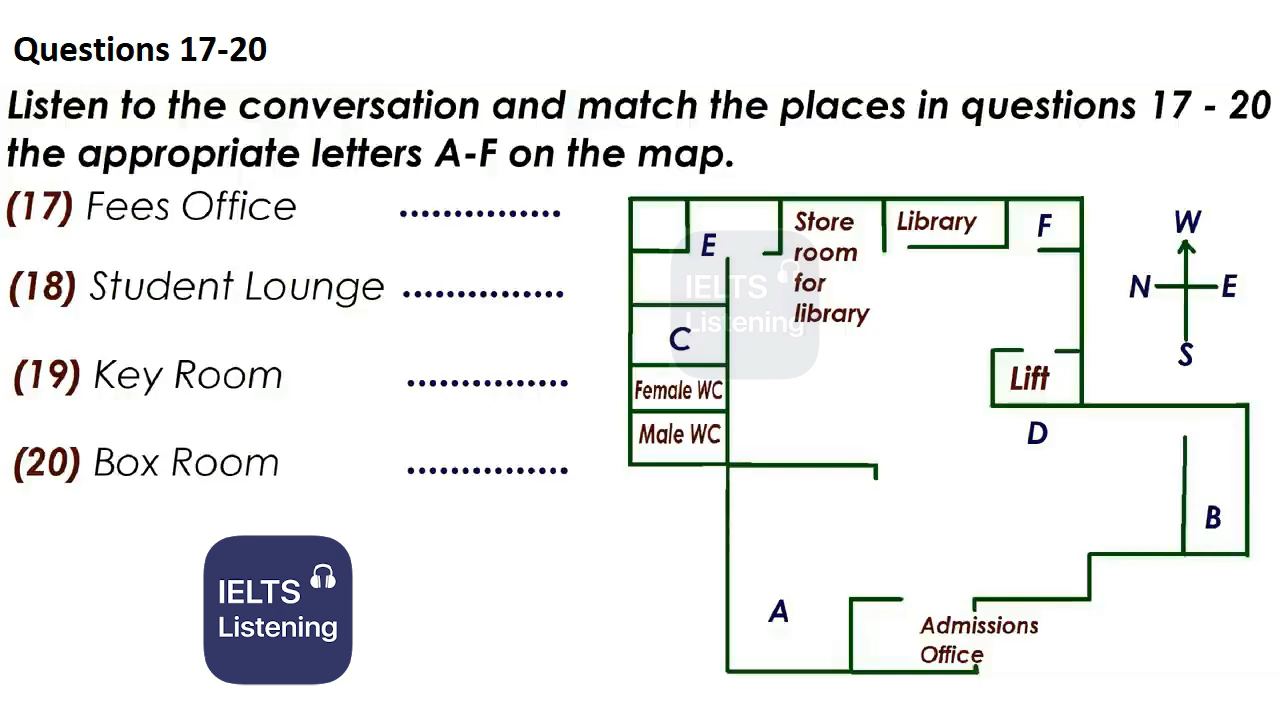 Questions 17-20
Listen to the conversation and match the places in questions 17 - 20
the appropriate letters A-F on the map.
(17) Fees Office ...............
(18) Student Lounge ...............
(19) Key Room ...............
(20) Box Room ...............
IELTS
Listening
E
Store
room
for
library
Library
F
IELTS
Listening
C
Female WC
Male WC
Lift
D
B
A
Admissions
Office
W
N
E
S